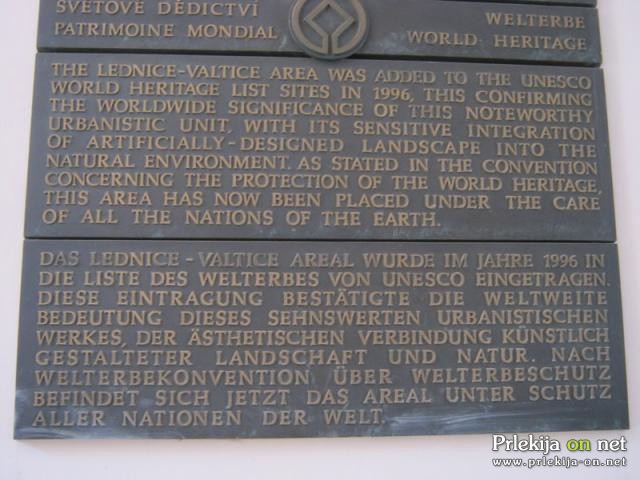 SVĚTOVÉ DĚDICTVÍ
WELTERBE
PATRIMOINE MONDIAL
WORLD HERITAGE
THE LEDNICE-VALTICE AREA WAS ADDED TO THE UNESCO
WORLD HERITAGE LIST SITES IN 1996, THIS CONFIRMING
THE WORLDWIDE SIGNIFICANCE OF THIS NOTEWORTHY
URBANISTIC UNIT, WITH ITS SENSITIVE INTEGRATION
OF ARTIFICIALLY-DESIGNED LANDSCAPE INTO THE
NATURAL ENVIRONMENT. AS STATED IN THE CONVENTION
CONCERNING THE PROTECTION OF THE WORLD HERITAGE,
THIS AREA HAS NOW BEEN PLACED UNDER THE CARE
OF ALL THE NATIONS OF THE EARTH.
DAS LEDNICE-VALTICE AREAL WURDE IM JAHRE 1996 IN
DIE LISTE DES WELTERBES VON UNESCO EINGETRAGEN.
DIESE EINTRAGUNG BESTÄTIGTE DIE WELTWEITE
BEDEUTUNG DIESES SEHNSWERTEN URBANISTISCHEN
WERKES, DER ÄSTHETISCHEN VERBINDUNG KÜNSTLICH
GESTALTETER LANDSCHAFT UND NATUR. NACH
WELTERBEKONVENTION ÜBER WELTERBESCHUTZ
BEFINDET SICH JETZT DAS AREAL UNTER SCHUTZ
ALLER NATIONEN DER WELT.
Prlekija on net
www.prlekija-on.net